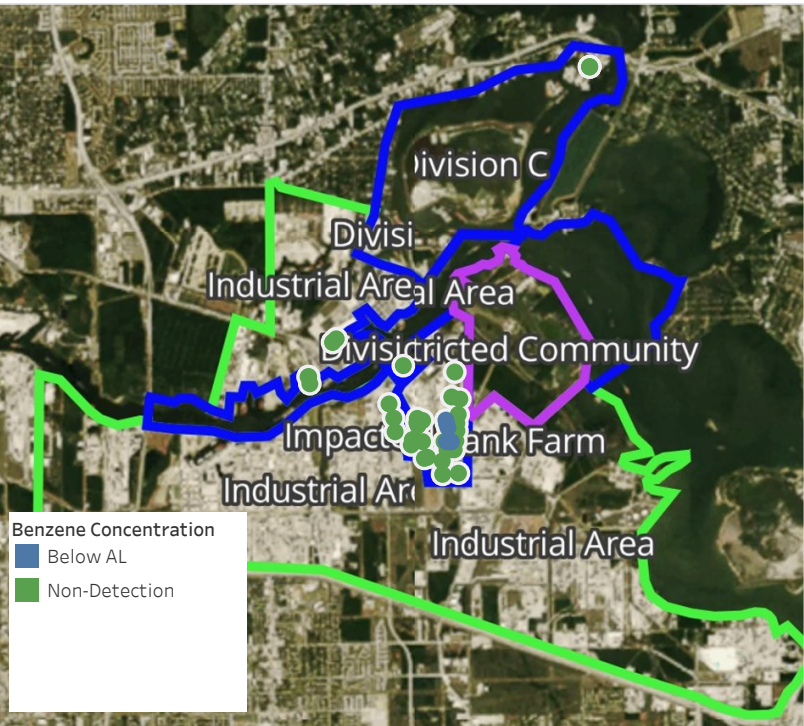 Division C
Divisi
Industrial Are
al Area
Divisi
tricted Community
Impact
ank Farm
Industrial Are
Industrial Area
Benzene Concentration
Below AL
Non-Detection